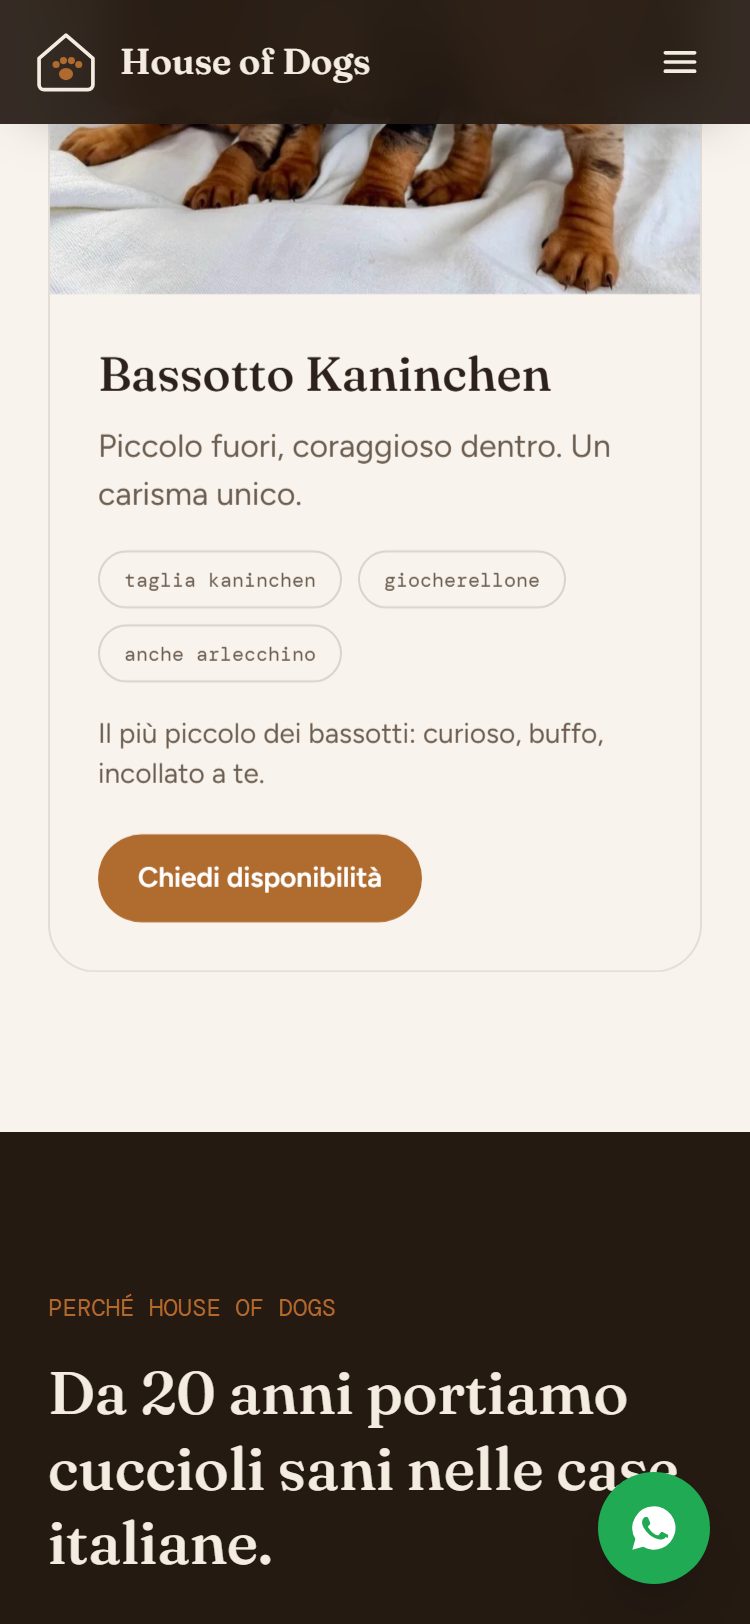 House of Dogs
Bassotto Kaninchen
Piccolo fuori, coraggioso dentro. Un
carisma unico.
taglia kaninchen
giocherellone
anche arlecchino
Il più piccolo dei bassotti: curioso, buffo,
incollato a te.
Chiedi disponibilità
PERCHÉ HOUSE OF DOGS
Da 20 anni portiamo
cuccioli sani nelle case
italiane.